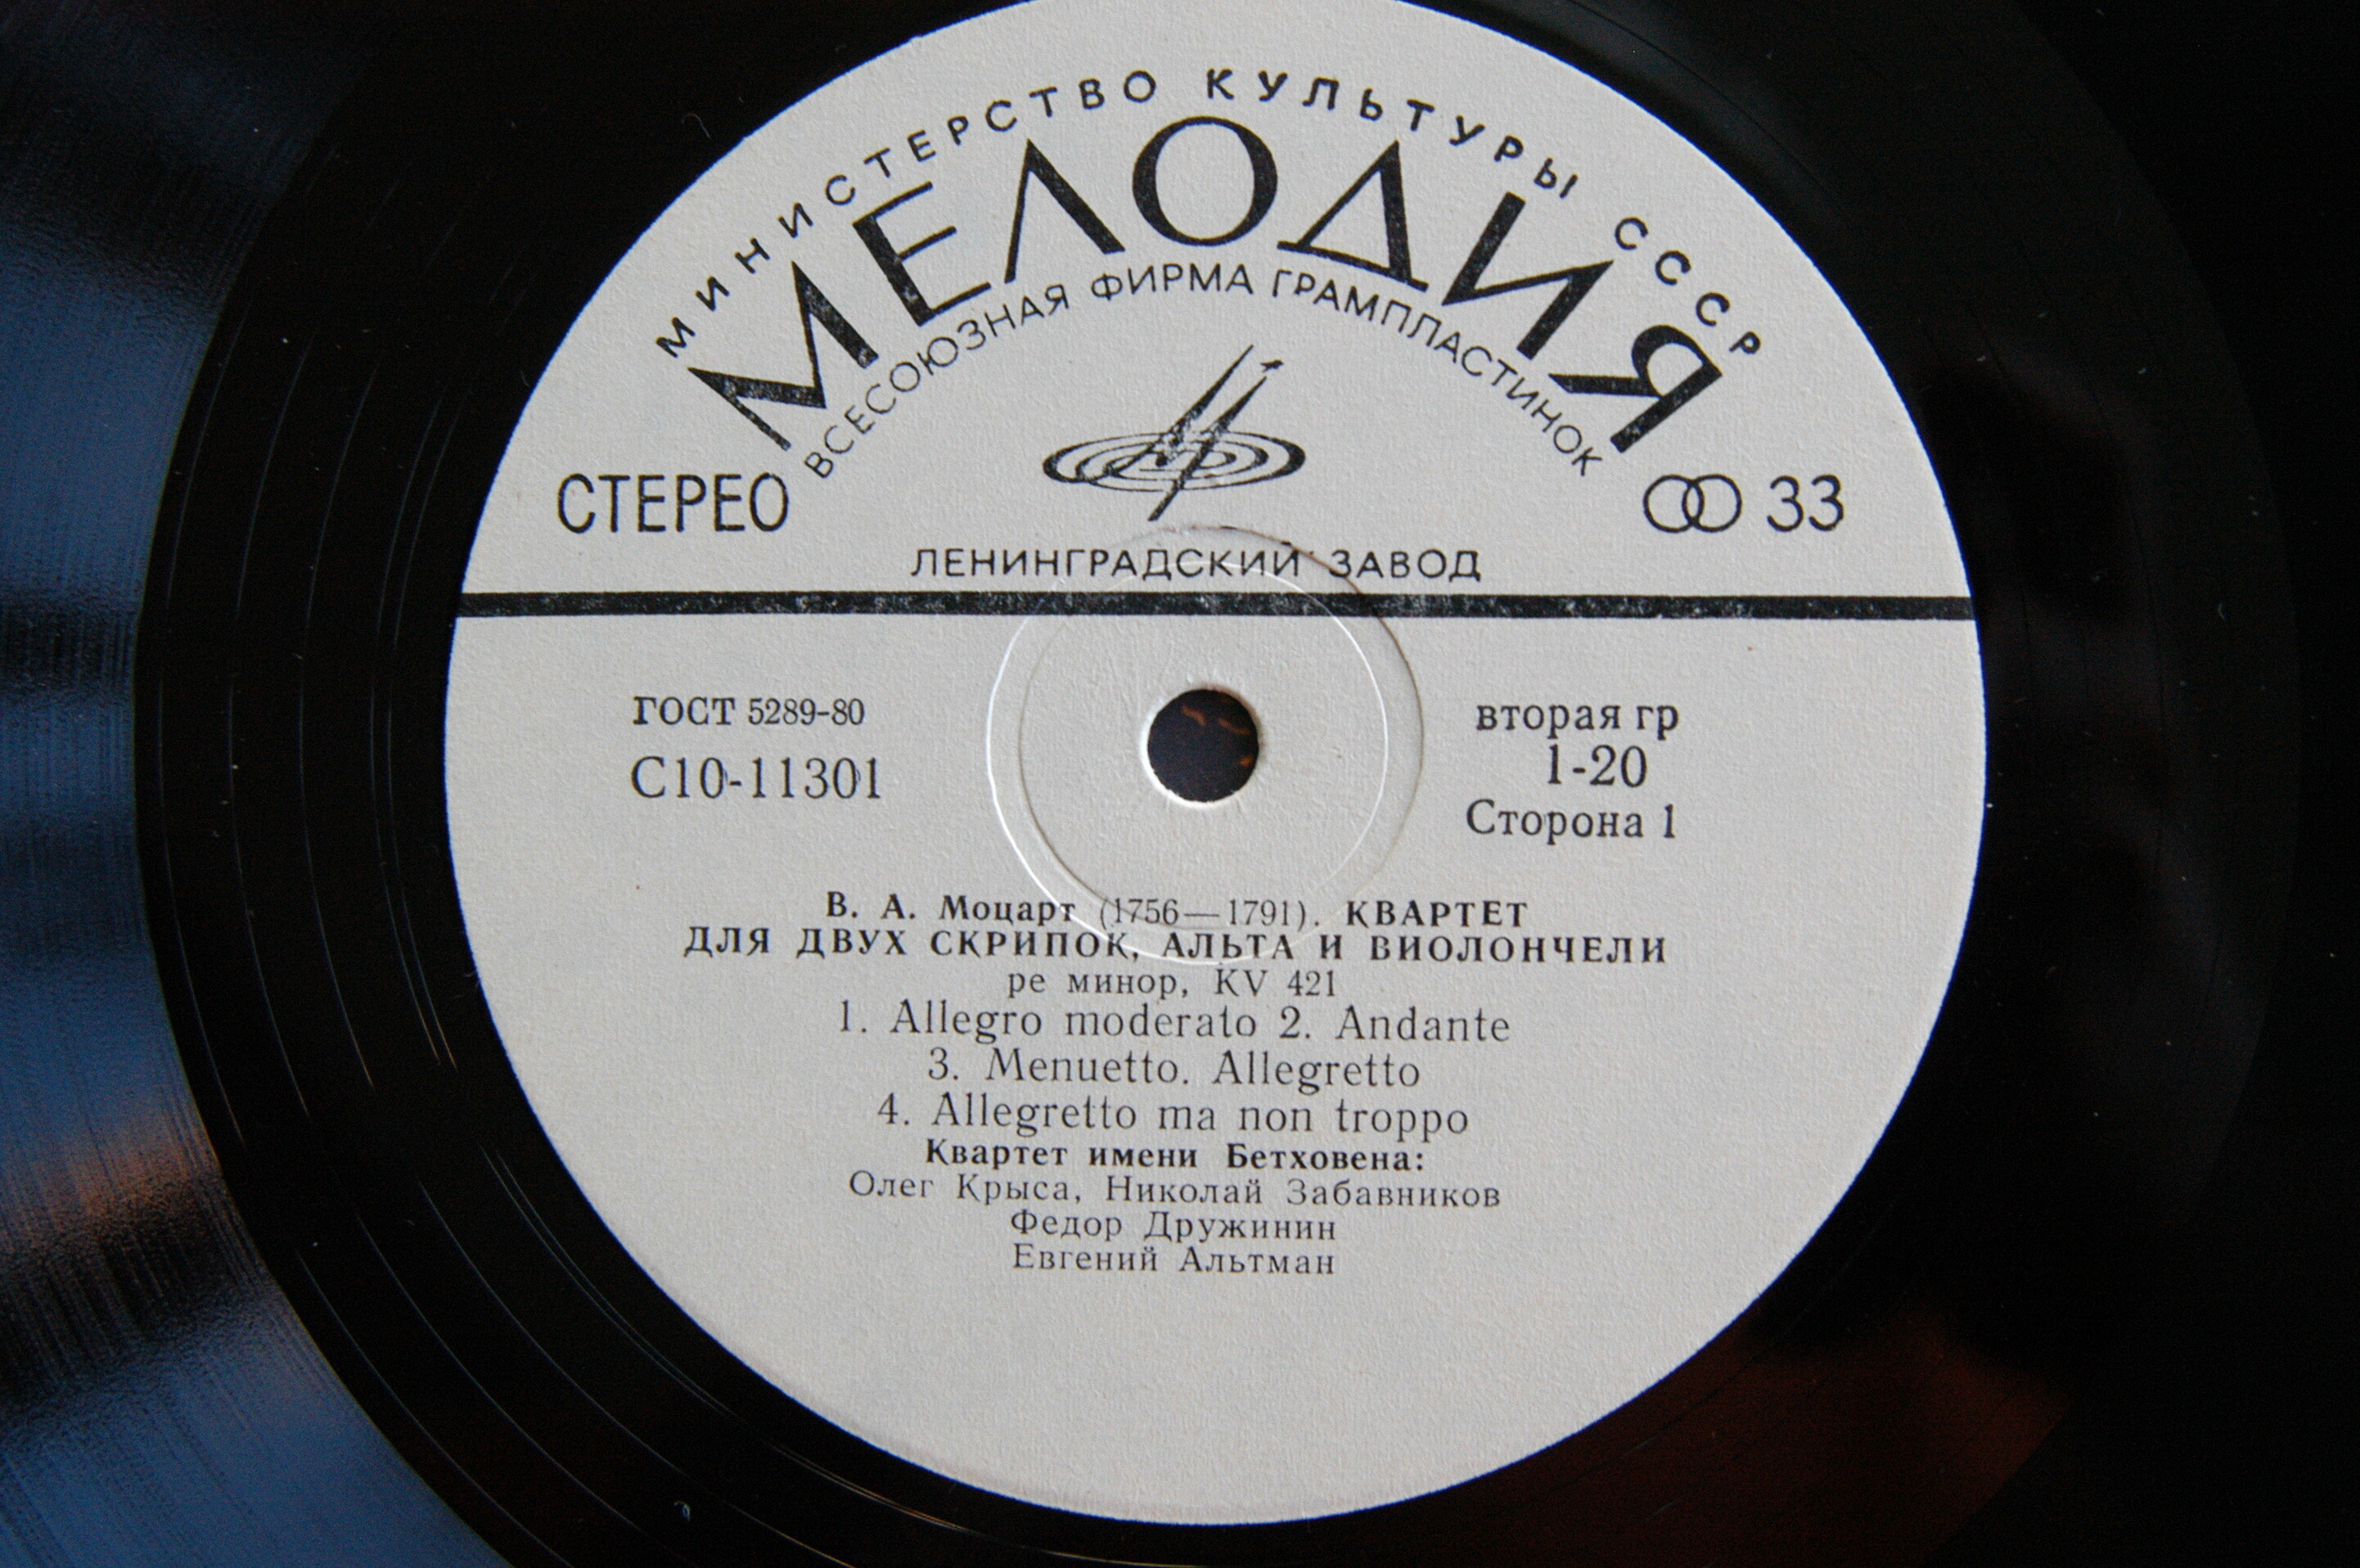 МИНИСТЕРСТВО КУЛЬТУРЫ СССР
МЕЛОДИЯ
ВСЕСОЮЗНАЯ ФИРМА ГРАМПЛАСТИНОК
СТЕРЕО
33
ЛЕНИНГРАДСКИЙ ЗАВОД
ГОСТ 5289-80
С10-11301
вторая гр
1-20
Сторона 1
В. А. Моцарт (1756—1791). КВАРТЕТ
ДЛЯ ДВУХ СКРИПОК, АЛЬТА И ВИОЛОНЧЕЛИ
ре минор, KV 421
1. Allegro moderato 2. Andante
3. Menuetto. Allegretto
4. Allegretto ma non troppo
Квартет имени Бетховена:
Олег Крыса, Николай Забавников
Федор Дружинин
Евгений Альтман